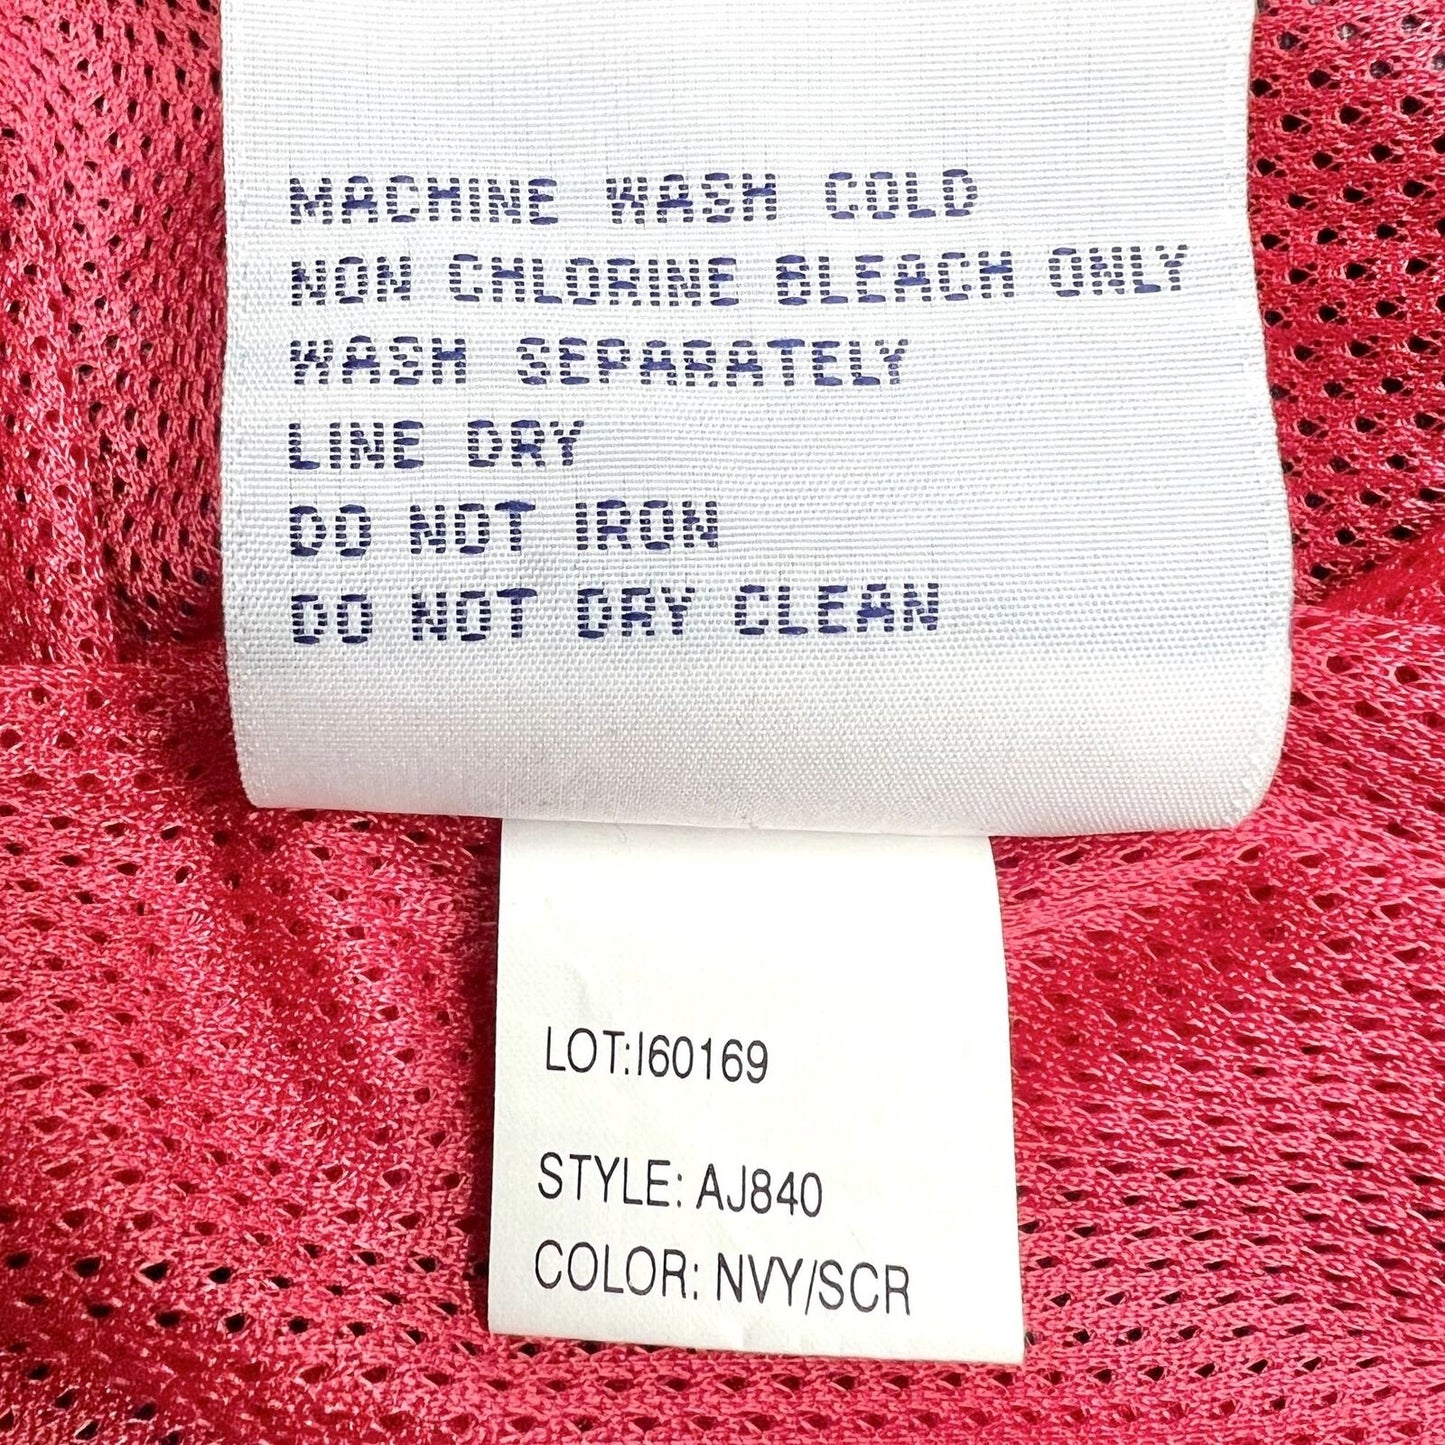 MACHINE WASH COLD
NON CHLORINE BLEACH ONLY
WASH SEPARATELY
LINE DRY
DO NOT IRON
DO NOT DRY CLEAN
LOT:I60169
STYLE: AJ840
COLOR: NVY/SCR